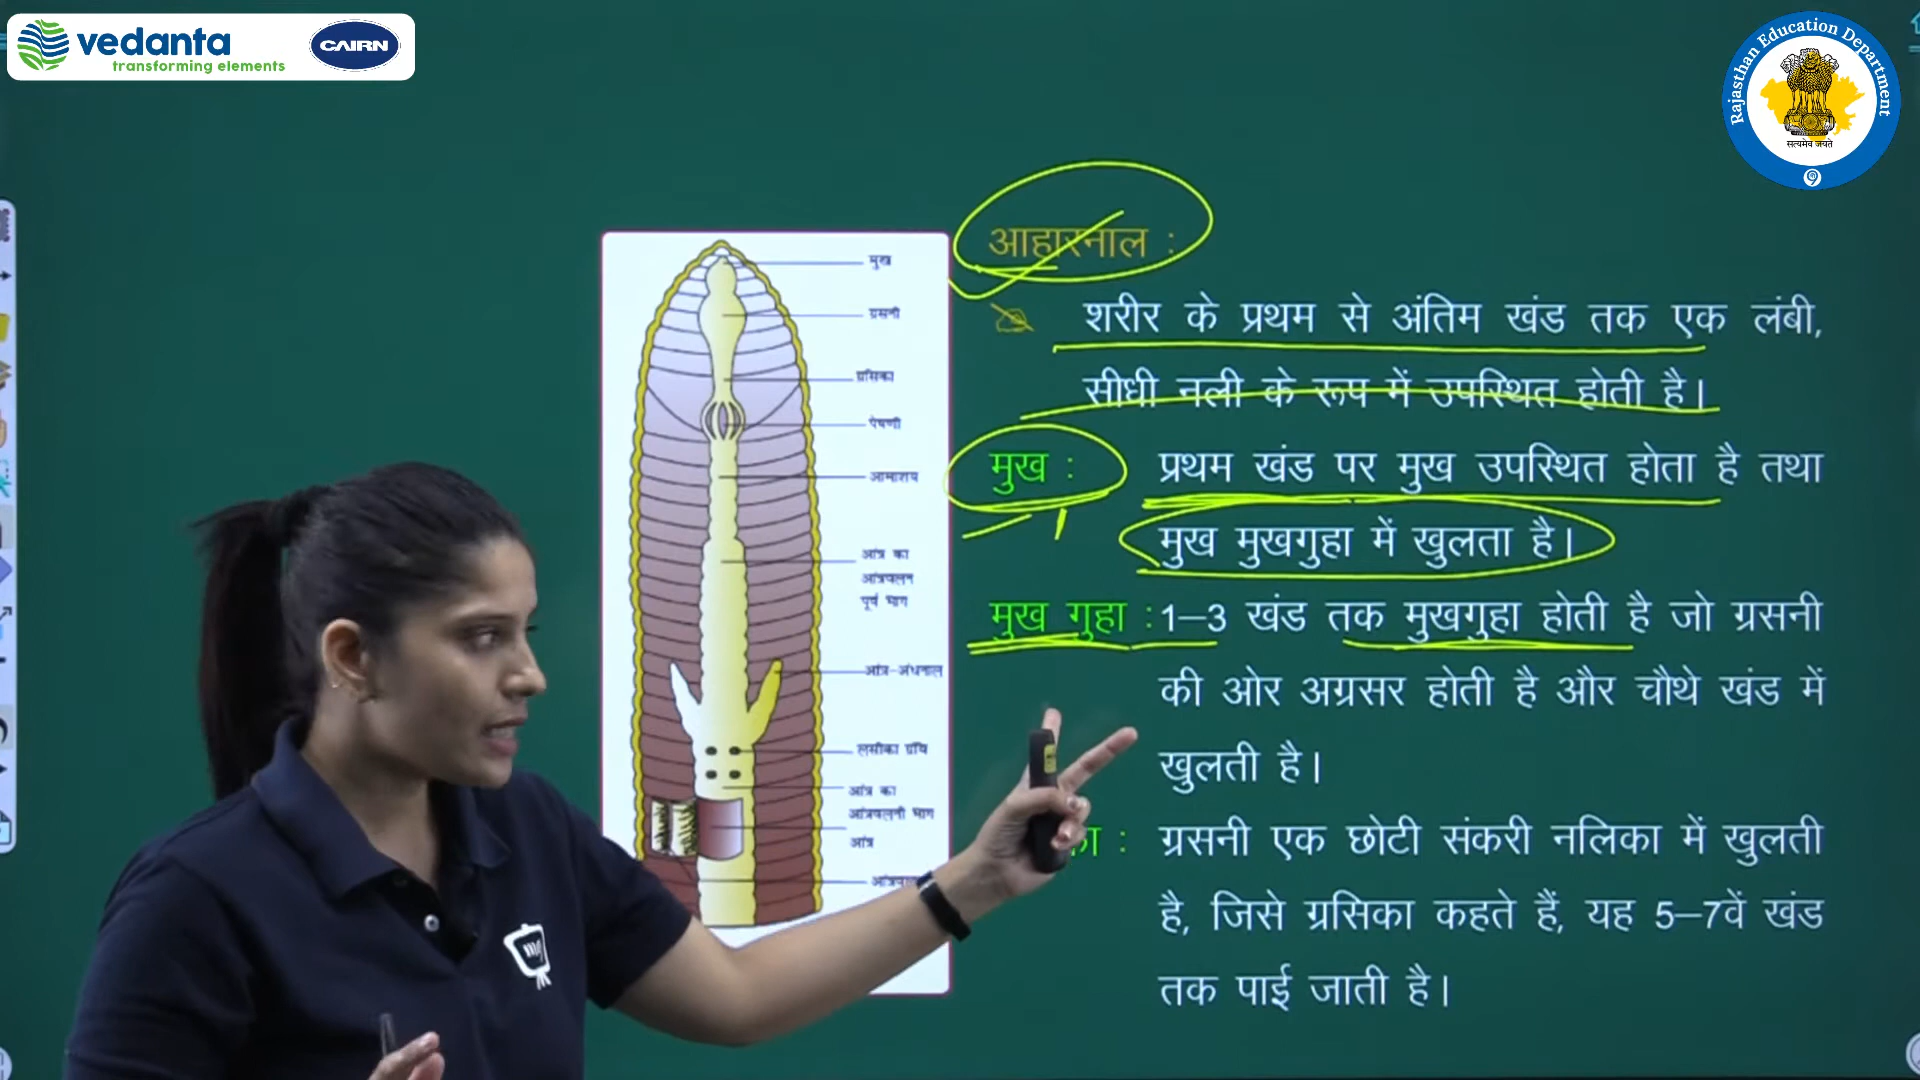 vedanta
transforming elements
CAIRN
Rajasthan Education Department
सत्यमेव जयते
आहारनाल :
शरीर के प्रथम से अंतिम खंड तक एक लंबी,
सीधी नली के रूप में उपस्थित होती है।
मुख : प्रथम खंड पर मुख उपस्थित होता है तथा
मुख मुखगुहा में खुलता है।
मुख गुहा : 1–3 खंड तक मुखगुहा होती है जो ग्रसनी
की ओर अग्रसर होती है और चौथे खंड में
खुलती है।
ग्रसनी एक छोटी संकरी नलिका में खुलती
है, जिसे ग्रसिका कहते हैं, यह 5–7वें खंड
तक पाई जाती है।
मुख
ग्रसनी
ग्रसिका
पेषणी
आमाशय
आंत्र का
आंत्रवलन
पूर्व भाग
आंत्र-अंधनाल
लसीका ग्रंथि
आंत्र का
आंत्रवलनी भाग
आंत्र